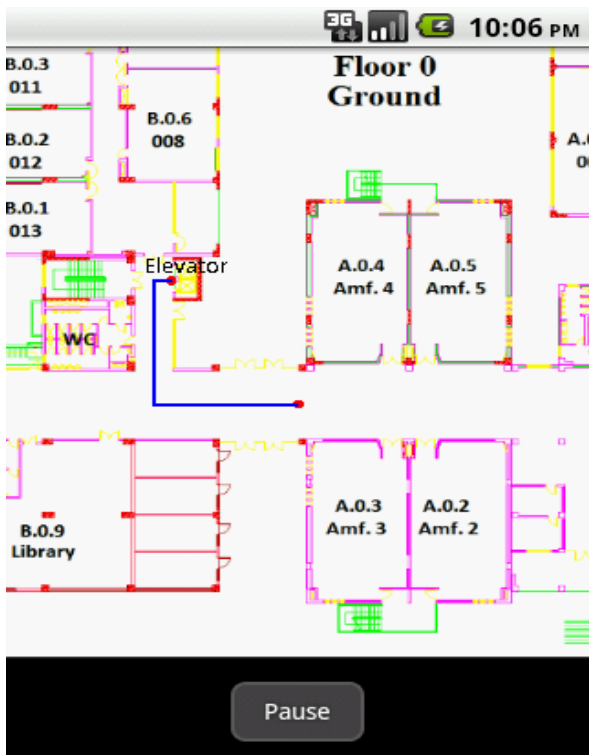 3G
10:06 PM
Floor 0
Ground
B.0.3
011
B.0.6
008
B.0.2
012
B.0.1
013
Elevator
A.0.4
Amf. 4
A.0.5
Amf. 5
WC
A.0.3
Amf. 3
A.0.2
Amf. 2
B.0.9
Library
Pause